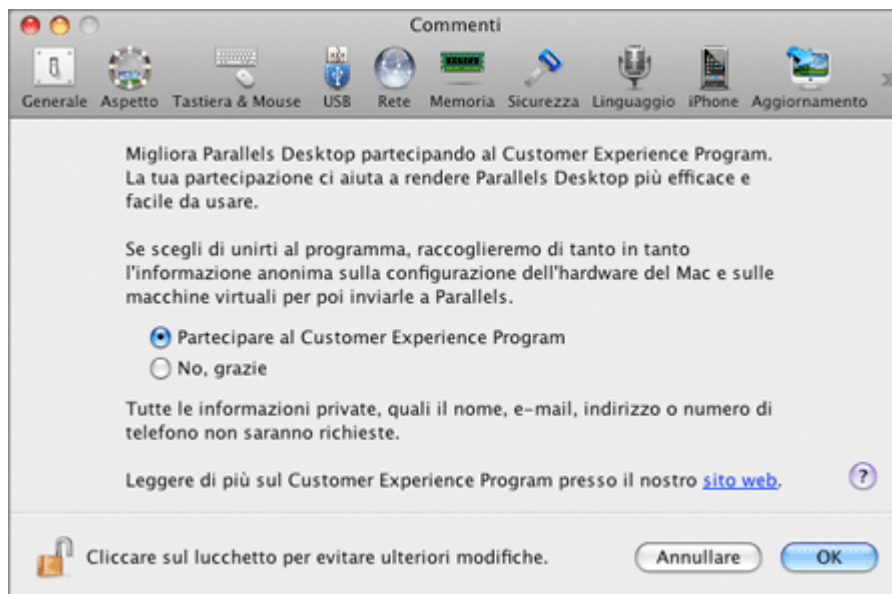 Commenti
Generale Aspetto Tastiera & Mouse USB Rete Memoria Sicurezza Linguaggio iPhone Aggiornamento
Migliora Parallels Desktop partecipando al Customer Experience Program.
La tua partecipazione ci aiuta a rendere Parallels Desktop più efficace e
facile da usare.
Se scegli di unirti al programma, raccoglieremo di tanto in tanto
l'informazione anonima sulla configurazione dell'hardware del Mac e sulle
macchine virtuali per poi inviarle a Parallels.
Partecipare al Customer Experience Program
No, grazie
Tutte le informazioni private, quali il nome, e-mail, indirizzo o numero di
telefono non saranno richieste.
Leggere di più sul Customer Experience Program presso il nostro sito web.
?
Cliccare sul lucchetto per evitare ulteriori modifiche.
Annullare
OK